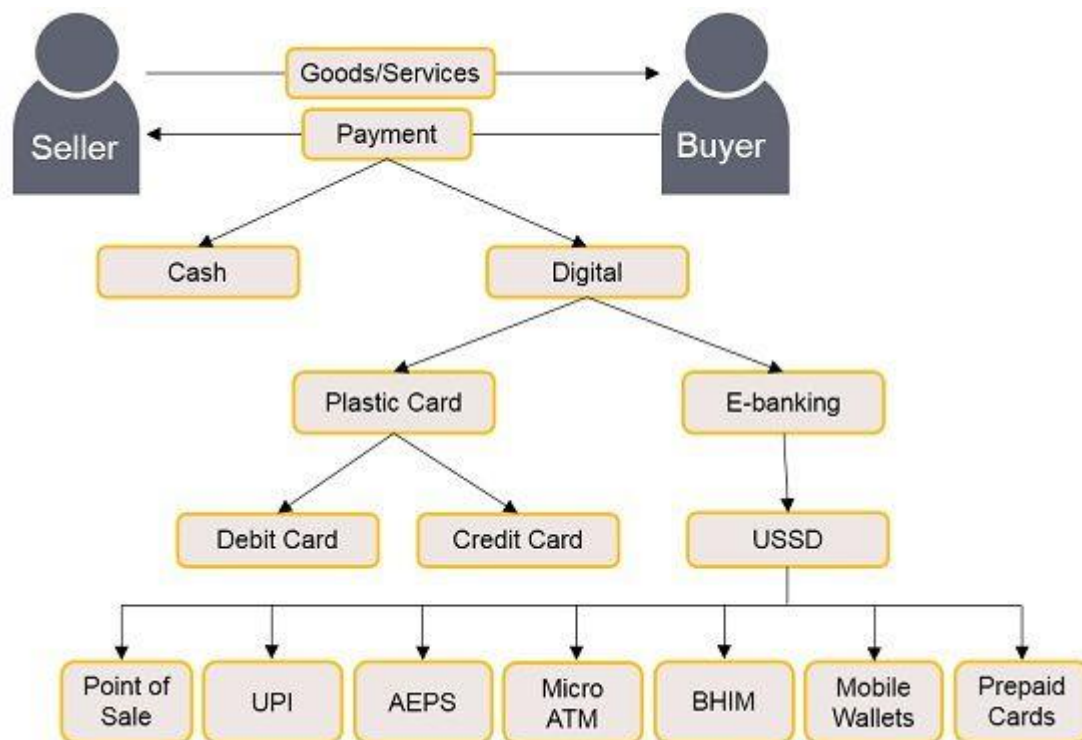 Goods/Services
Payment
Seller
Buyer
Cash
Digital
Plastic Card
E-banking
Debit Card
Credit Card
USSD
Point of
Sale
UPI
AEPS
Micro
ATM
BHIM
Mobile
Wallets
Prepaid
Cards